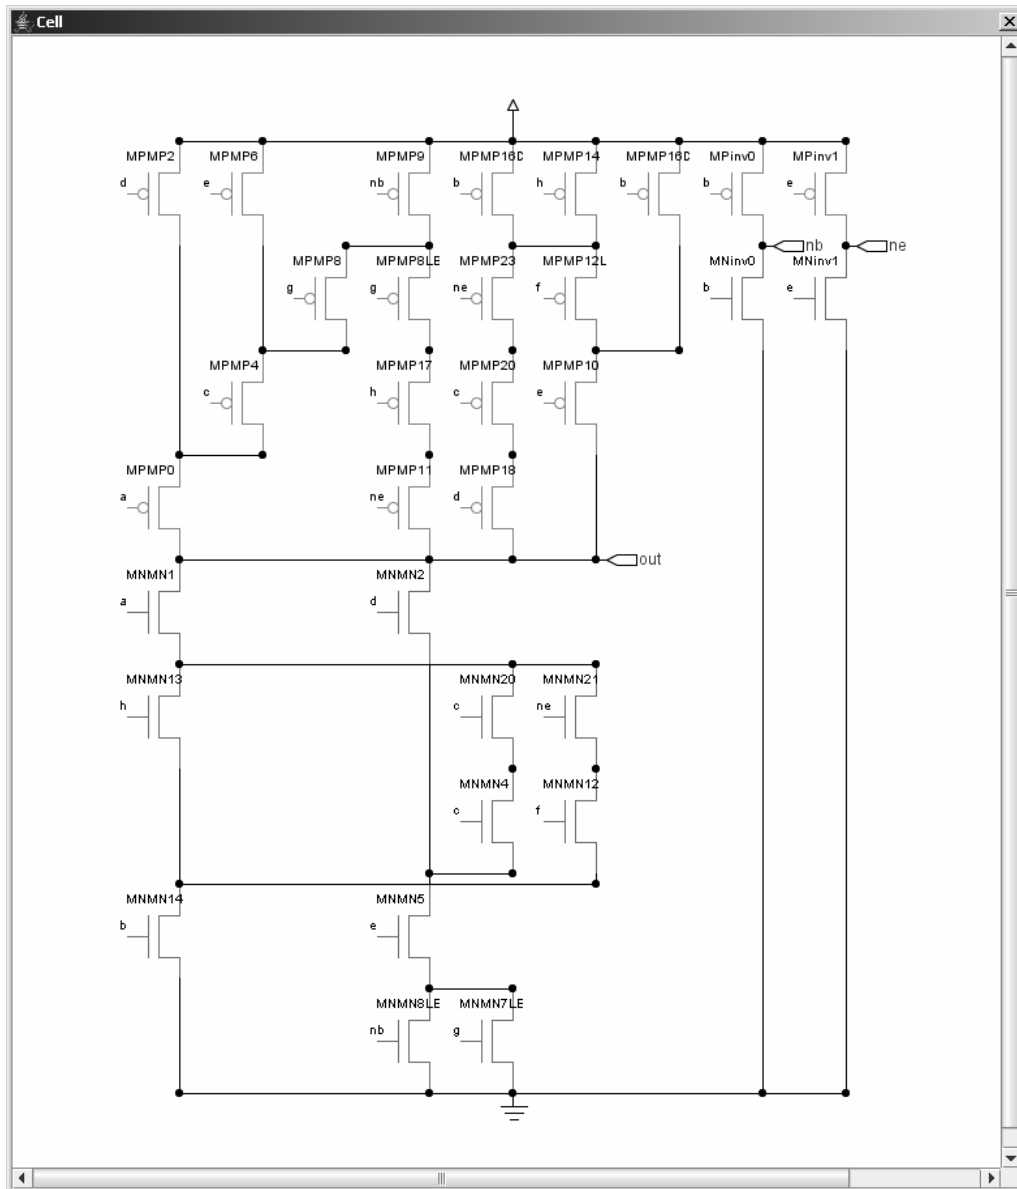 Cell
MPMP2 MPMP6 MPMP9 MPMP16D MPMP14 MPMP16D MPinv0 MPinv1
d e nb b h b b e
nb ne
MPMP8 MPMP8LE MPMP23 MPMP12L MNinv0 MNinv1
g g ne f b e
MPMP4 MPMP17 MPMP20 MPMP10
c h c e
MPMP0 MPMP11 MPMP18
a ne d
out
MNMN1 MNMN2
a d
MNMN13 MNMN20 MNMN21
h c ne
MNMN4 MNMN12
c f
MNMN14 MNMN5
b e
MNMN8LE MNMN7LE
nb g